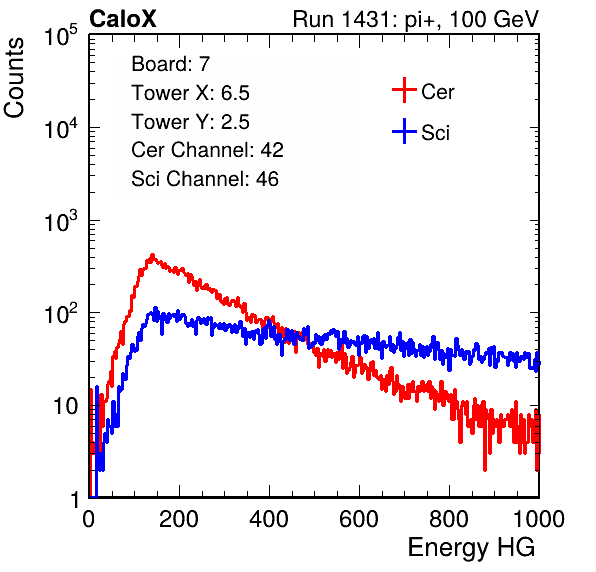 CaloX Run 1431: pi+, 100 GeV
Counts
Board: 7
Tower X: 6.5
Tower Y: 2.5
Cer Channel: 42
Sci Channel: 46
Cer
Sci
10^5
10^4
10^3
10^2
10
1
0 200 400 600 800 1000
Energy HG